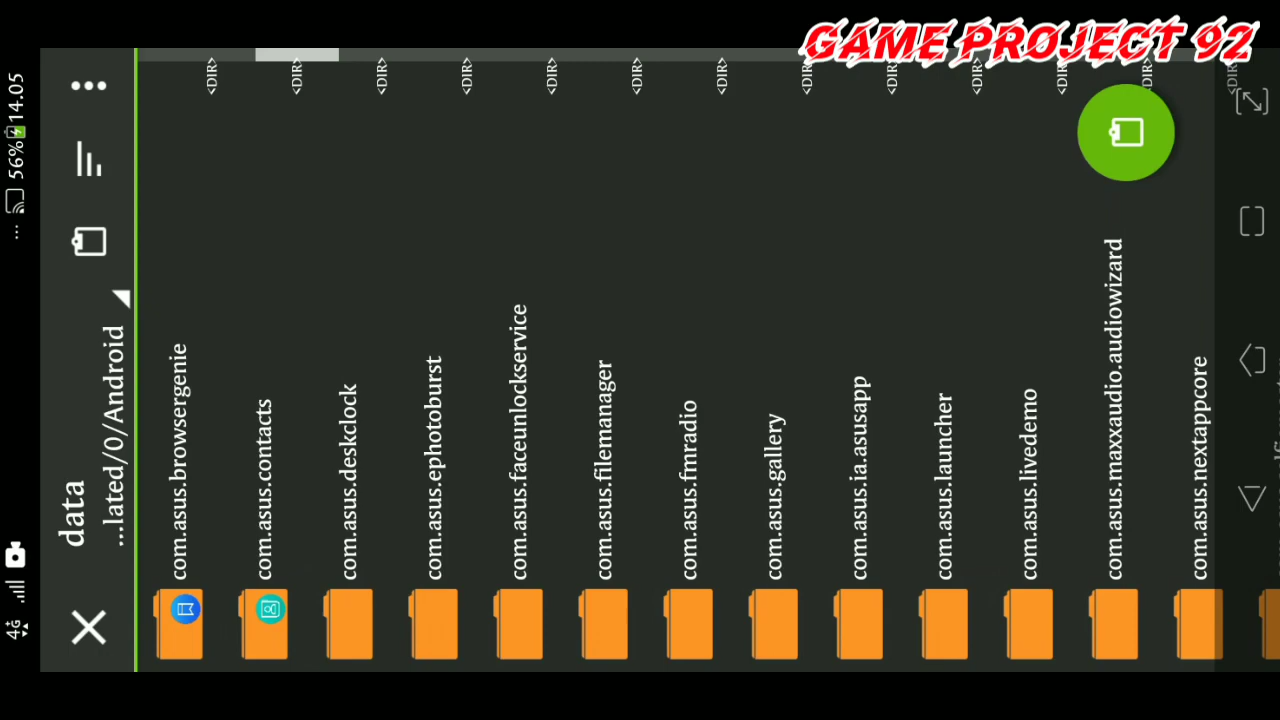 GAME PROJECT 92
4G
56%
14.05
data
...lated/0/Android
com.asus.browsergenie
<DIR>
com.asus.contacts
<DIR>
com.asus.deskclock
<DIR>
com.asus.ephotoburst
<DIR>
com.asus.faceunlockservice
<DIR>
com.asus.filemanager
<DIR>
com.asus.fmradio
<DIR>
com.asus.gallery
<DIR>
com.asus.ia.asusapp
<DIR>
com.asus.launcher
<DIR>
com.asus.livedemo
<DIR>
com.asus.maxxaudio.audiowizard
<DIR>
com.asus.nextappcore
<DIR>